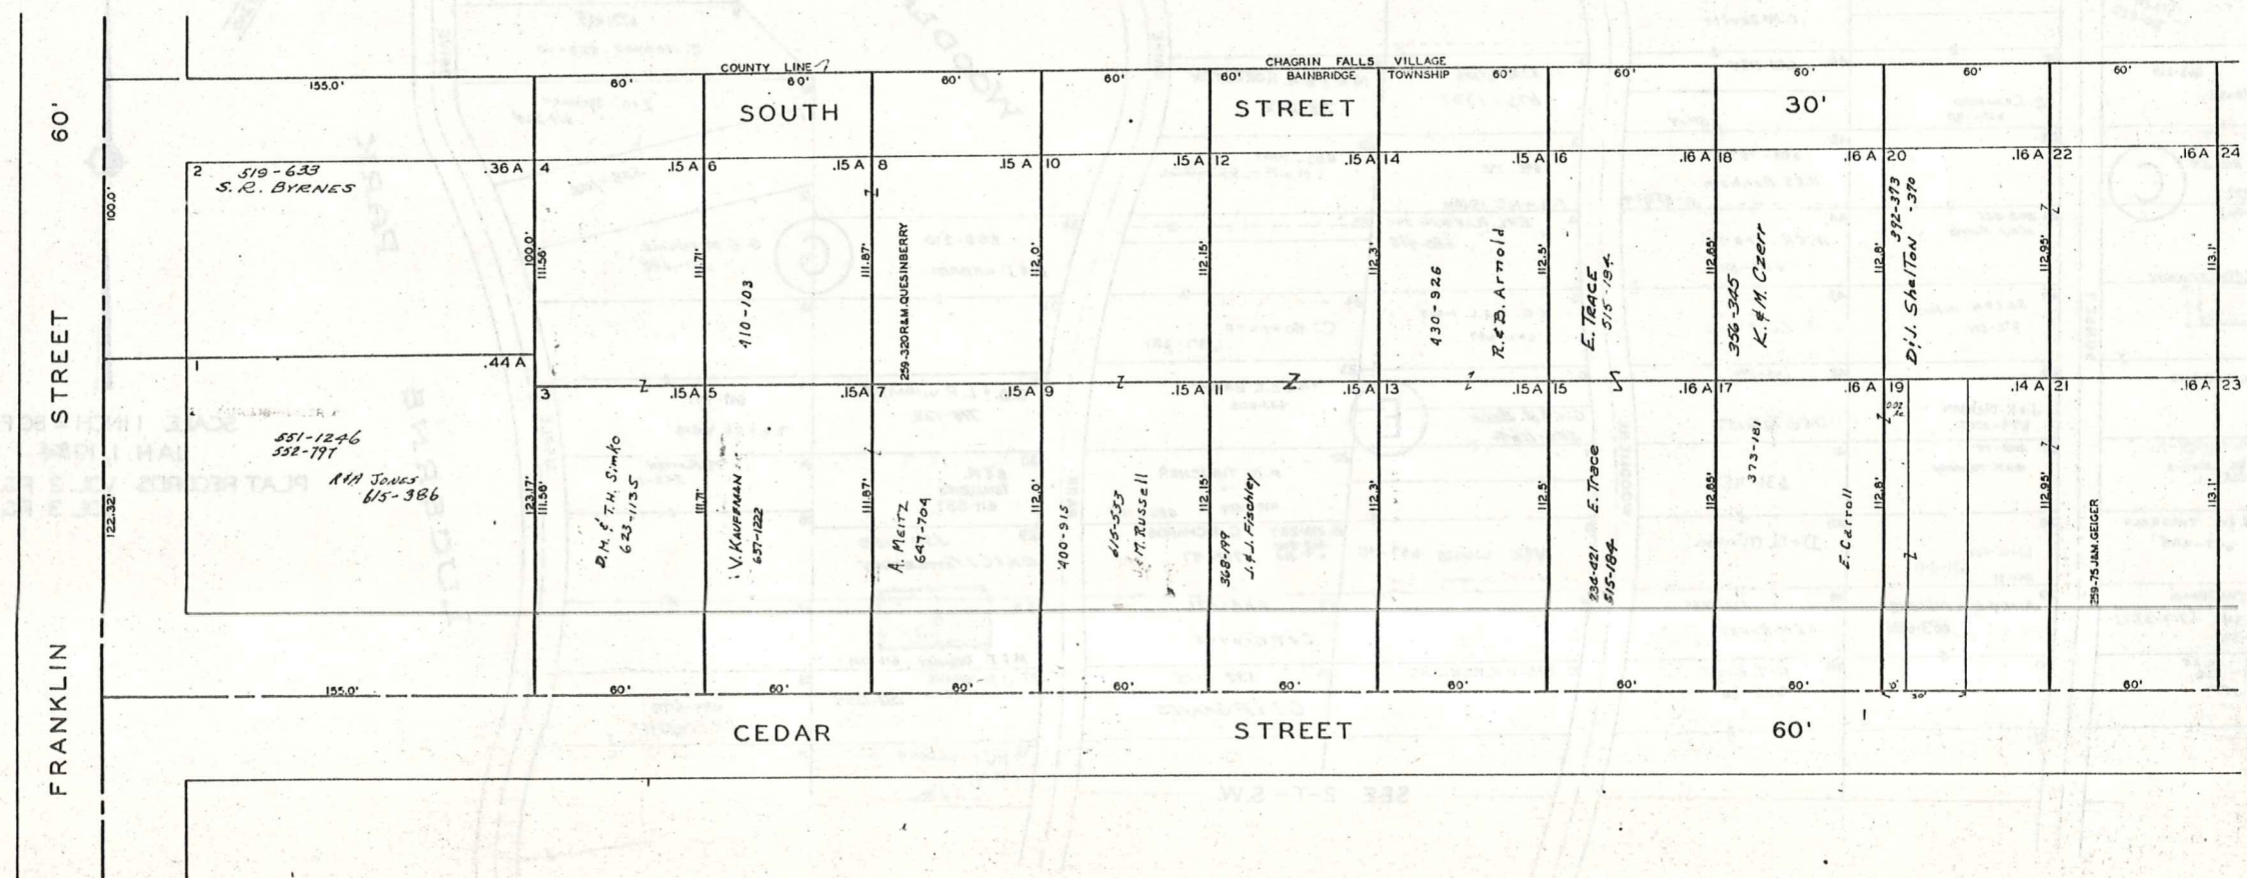 COUNTY LINE
CHAGRIN FALLS VILLAGE
BAINBRIDGE TOWNSHIP
155.0' 60' 60' 60' 60' 60' 60' 60' 60' 60' 60'
SOUTH STREET 30'
FRANKLIN STREET 60'
100.0'
122.32'
2 .36 A 4 .15 A 6 .15 A 8 .15 A 10 .15 A 12 .15 A 14 .15 A 16 .16 A 18 .16 A 20 .16 A 22 .16 A 24
519-633
S. R. BYRNES
100.0'
111.56' 111.71' 111.87' 112.0' 112.15' 112.3' 112.5' 112.65' 112.8' 112.95' 113.1'
410-103
259-320 R.&M. QUESINBERRY
430-926
R. & B. Arnold
E. TRACE
515-184
356-345
K. & M. Czerr
D. & J. Shelton 392-373
-370
1 .44 A
3 .15 A 5 .15 A 7 .15 A 9 .15 A 11 .15 A 13 .15 A 15 .16 A 17 .16 A 19 .14 A 21 .16 A 23
551-1246
552-797
R&A JONES
615-386
123.17'
111.56' 111.71' 111.87' 112.0' 112.15' 112.3' 112.5' 112.65' 112.8' 112.95' 113.1'
D.M. & T.H. Simko
623-1135
V. KAUFFMAN
657-1222
A. MEITZ
647-704
400-915
615-533
J. & M. Russell
368-199
J. & J. Fischley
234-421 E. Trace
515-184
373-181
E. Carroll
259-75 J&M. GEIGER
155.0' 60' 60' 60' 60' 60' 60' 60' 60' 30' 60'
CEDAR STREET 60'